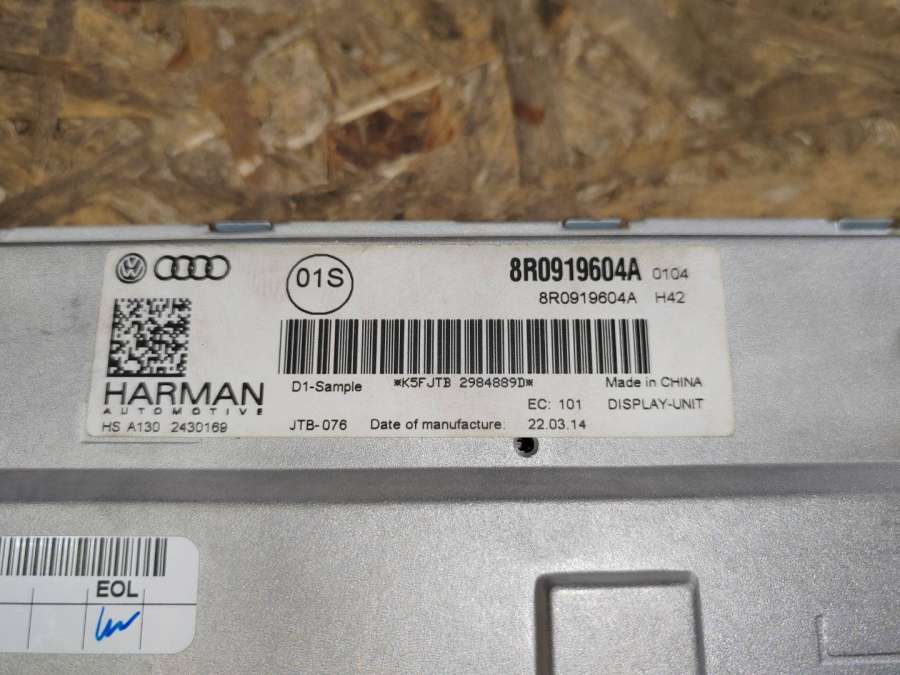 01S
8R0919604A 0104
8R0919604A H42
HARMAN
AUTOMOTIVE
HS A130 2430169
D1-Sample *K5FJTB 2984889D* Made in CHINA
EC: 101 DISPLAY-UNIT
JTB-076 Date of manufacture: 22.03.14
EOL